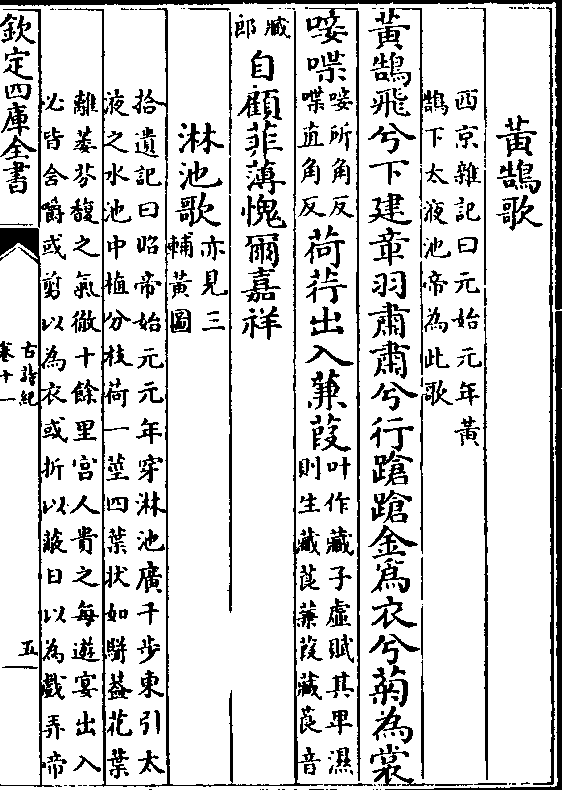 黃鵠歌
西京雜記曰元始元年黃
鵠下太液池帝為此歌
黃鵠飛兮下建章羽肅肅兮行蹌蹌金為衣兮菊為裳
唼喋
唼所角反
喋直角反
荷荇出入蒹葭
叶作藏子虛賦其卑濕
則生藏莨蒹葭藏莨音
臧
郎
自顧菲薄愧爾嘉祥
淋池歌
亦見三
輔黃圖
拾遺記曰昭帝始元元年穿淋池廣千步東引太
液之水池中植分枝荷一莖四葉狀如駢蓋花葉
離萎芬馥之氣徹十餘里宮人貴之每遊宴出入
必皆含嚼或剪以為衣或折以蔽日以為戲弄帝
欽定四庫全書
古詩紀
卷十一
五